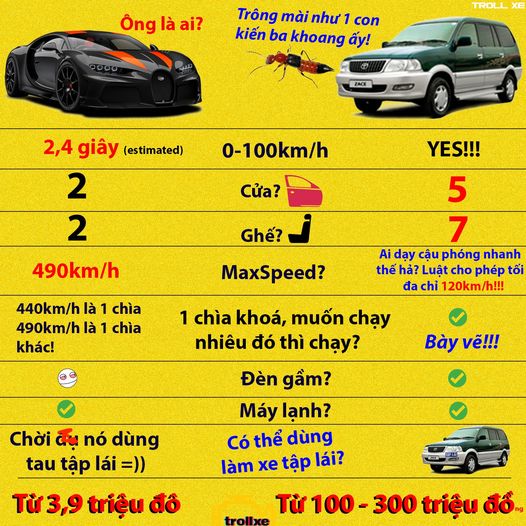 TROLL XE
Ông là ai?
Trông mài như 1 con
kiến ba khoang ấy!
ZACE
2,4 giây (estimated)
0-100km/h
YES!!!
2
Cửa?
5
2
Ghế?
7
490km/h
MaxSpeed?
Ai dạy cậu phóng nhanh
thế hả? Luật cho phép tối
đa chỉ 120km/h!!!
440km/h là 1 chìa
490km/h là 1 chìa
khác!
1 chìa khoá, muốn chạy
nhiêu đó thì chạy?
Bày vẽ!!!
Đèn gầm?
Máy lạnh?
Chời nó dùng
tau tập lái =))
Có thể dùng
làm xe tập lái?
TẬP LÁI
Từ 3,9 triệu đô
Từ 100 - 300 triệu đồng
trollxe